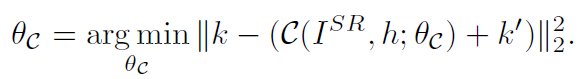 θ_𝒞 = arg min_{θ_𝒞} ‖k − (𝒞(I^{SR}, h; θ_𝒞) + k′)‖_2^2.